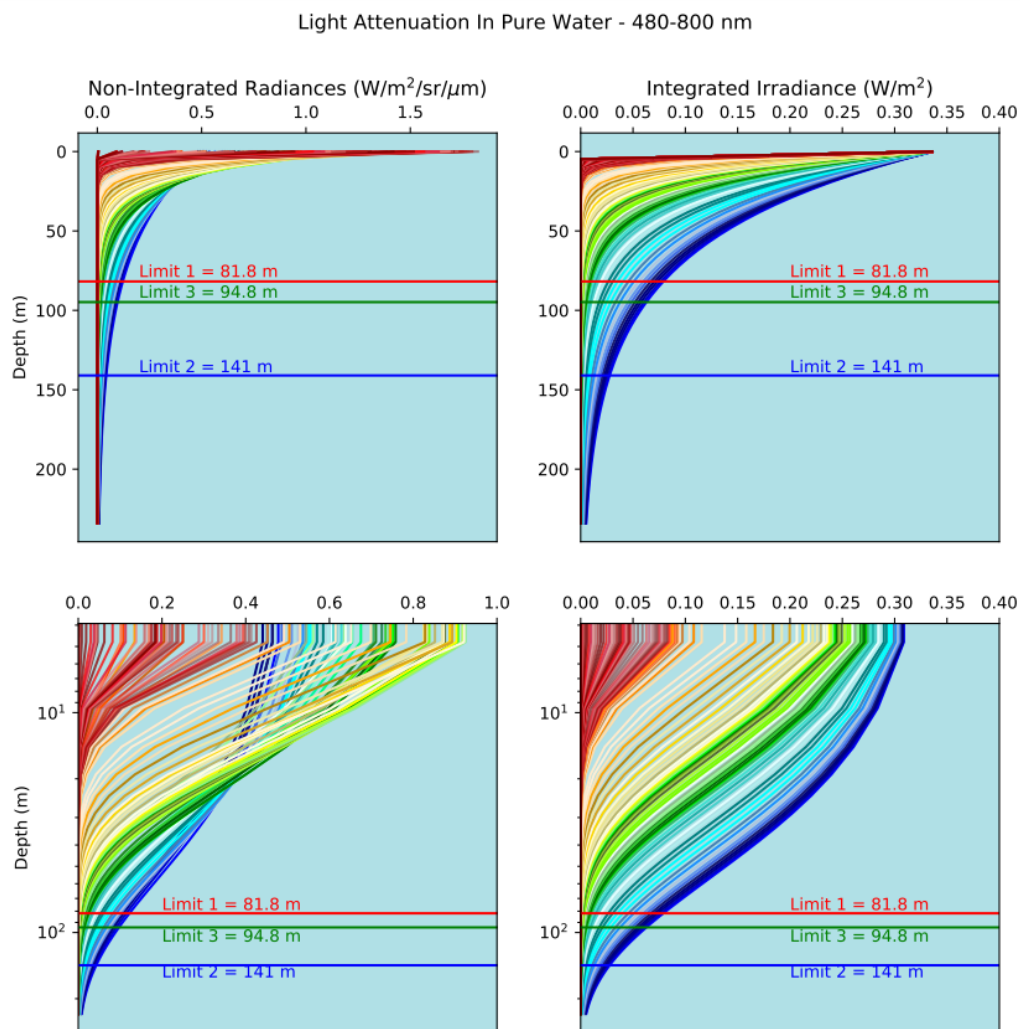 Light Attenuation In Pure Water - 480-800 nm
Non-Integrated Radiances (W/m²/sr/μm)
0.0 0.5 1.0 1.5
Integrated Irradiance (W/m²)
0.00 0.05 0.10 0.15 0.20 0.25 0.30 0.35 0.40
Depth (m)
0
50
Limit 1 = 81.8 m
Limit 3 = 94.8 m
100
Limit 2 = 141 m
150
200
0
50
Limit 1 = 81.8 m
Limit 3 = 94.8 m
100
Limit 2 = 141 m
150
200
0.0 0.2 0.4 0.6 0.8 1.0
Depth (m)
10¹
Limit 1 = 81.8 m
10²
Limit 3 = 94.8 m
Limit 2 = 141 m
0.00 0.05 0.10 0.15 0.20 0.25 0.30 0.35 0.40
10¹
Limit 1 = 81.8 m
10²
Limit 3 = 94.8 m
Limit 2 = 141 m